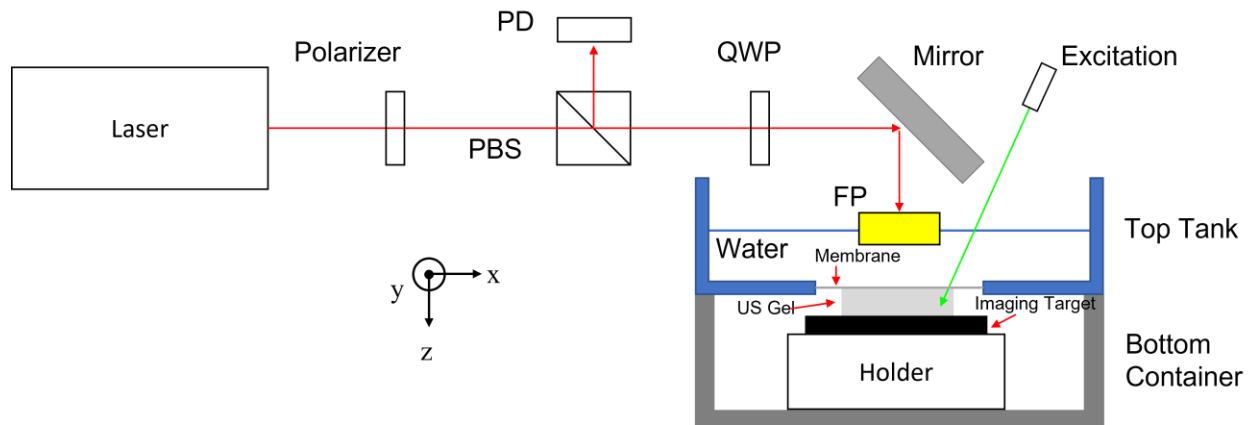 PD
Polarizer
QWP
Mirror
Excitation
Laser
PBS
FP
Water
Membrane
Top Tank
US Gel
Imaging Target
y
x
z
Holder
Bottom
Container